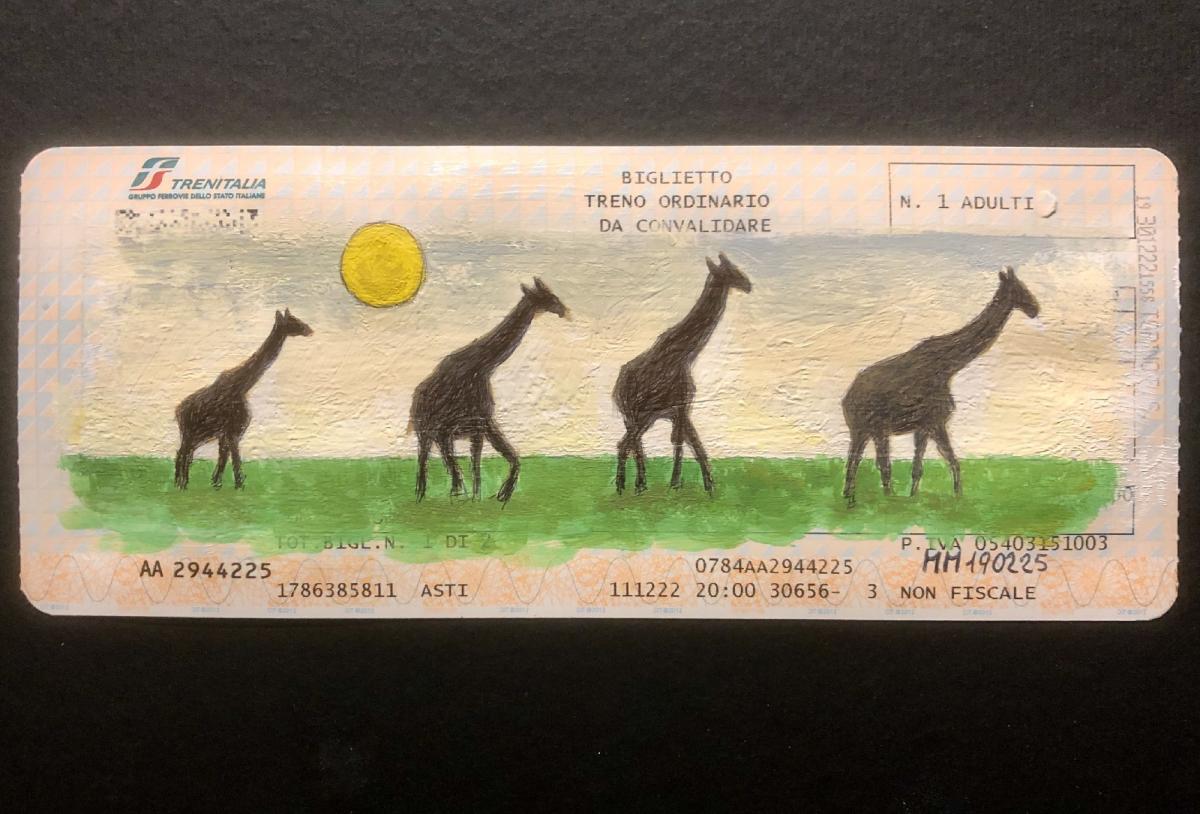 TRENITALIA
GRUPPO FERROVIE DELLO STATO ITALIANE
BIGLIETTO
TRENO ORDINARIO
DA CONVALIDARE
N. 1 ADULTI
TOT.BIGL.N. 1 DI 2
P.IVA 05403151003
AA 2944225
0784AA2944225
MM190225
1786385811 ASTI
111222 20:00 30656- 3 NON FISCALE